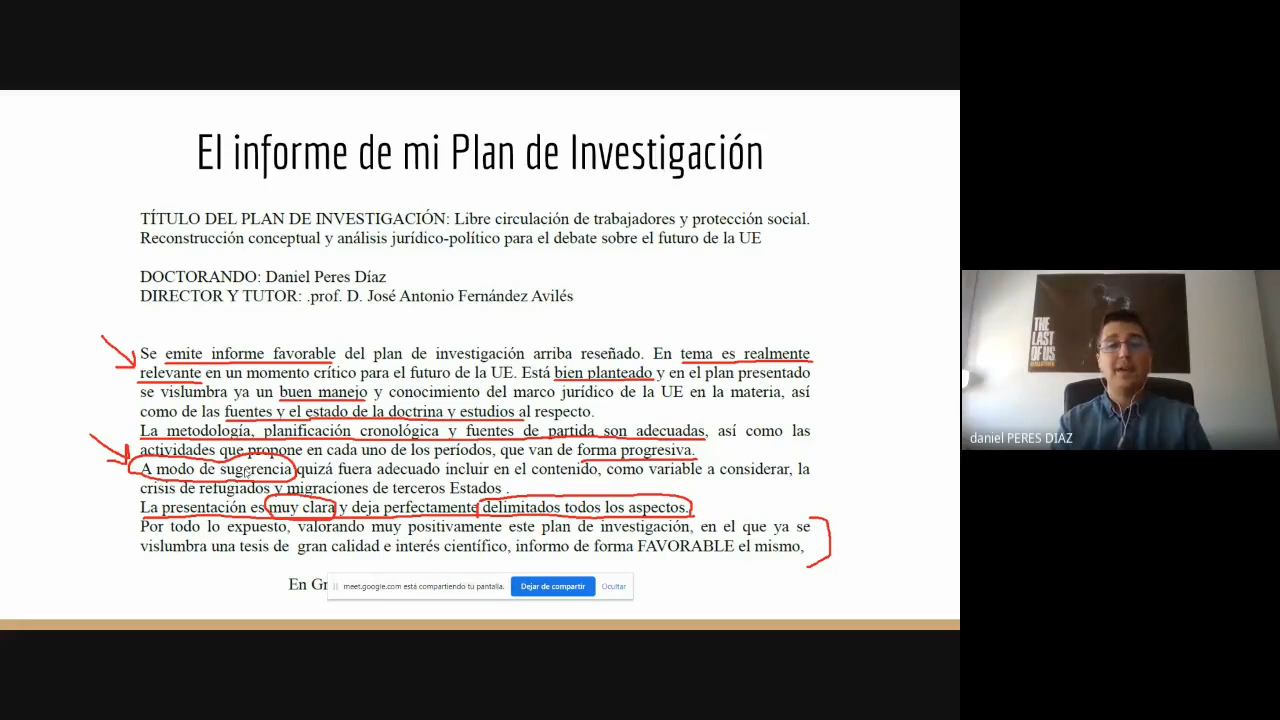 El informe de mi Plan de Investigación
TÍTULO DEL PLAN DE INVESTIGACIÓN: Libre circulación de trabajadores y protección social.
Reconstrucción conceptual y análisis jurídico-político para el debate sobre el futuro de la UE
DOCTORANDO: Daniel Peres Díaz
DIRECTOR Y TUTOR: .prof. D. José Antonio Fernández Avilés
Se emite informe favorable del plan de investigación arriba reseñado. En tema es realmente
relevante en un momento crítico para el futuro de la UE. Está bien planteado y en el plan presentado
se vislumbra ya un buen manejo y conocimiento del marco jurídico de la UE en la materia, así
como de las fuentes y el estado de la doctrina y estudios al respecto.
La metodología, planificación cronológica y fuentes de partida son adecuadas, así como las
actividades que propone en cada uno de los períodos, que van de forma progresiva.
A modo de sugerencia quizá fuera adecuado incluir en el contenido, como variable a considerar, la
crisis de refugiados y migraciones de terceros Estados .
La presentación es muy clara y deja perfectamente delimitados todos los aspectos.
Por todo lo expuesto, valorando muy positivamente este plan de investigación, en el que ya se
vislumbra una tesis de gran calidad e interés científico, informo de forma FAVORABLE el mismo,
En Gr
meet.google.com está compartiendo tu pantalla. Dejar de compartir Ocultar
THE
LAST
OF US
daniel PERES DIAZ